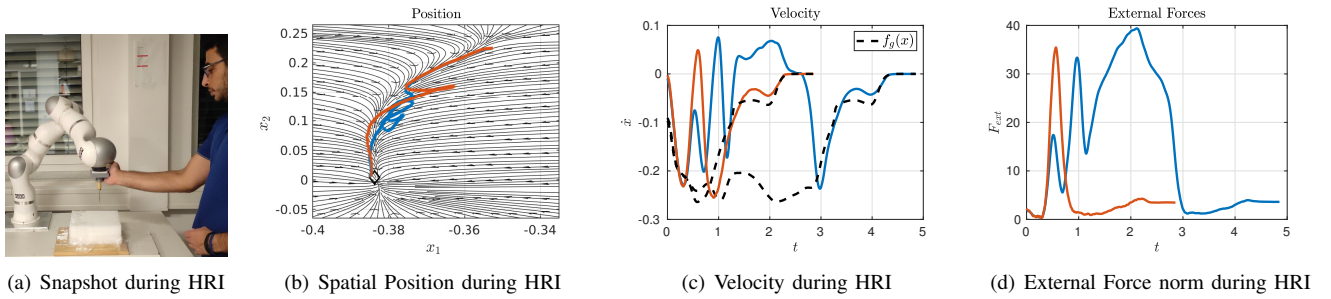 Position
0.25
0.2
0.15
0.1
0.05
0
-0.05
x₂
-0.4 -0.38 -0.36 -0.34
x₁
Velocity
0.1
0
-0.1
-0.2
-0.3
ẋ
f_g(x)
0 1 2 3 4 5
t
External Forces
40
30
20
10
0
F_ext
0 1 2 3 4 5
t
(a) Snapshot during HRI
(b) Spatial Position during HRI
(c) Velocity during HRI
(d) External Force norm during HRI